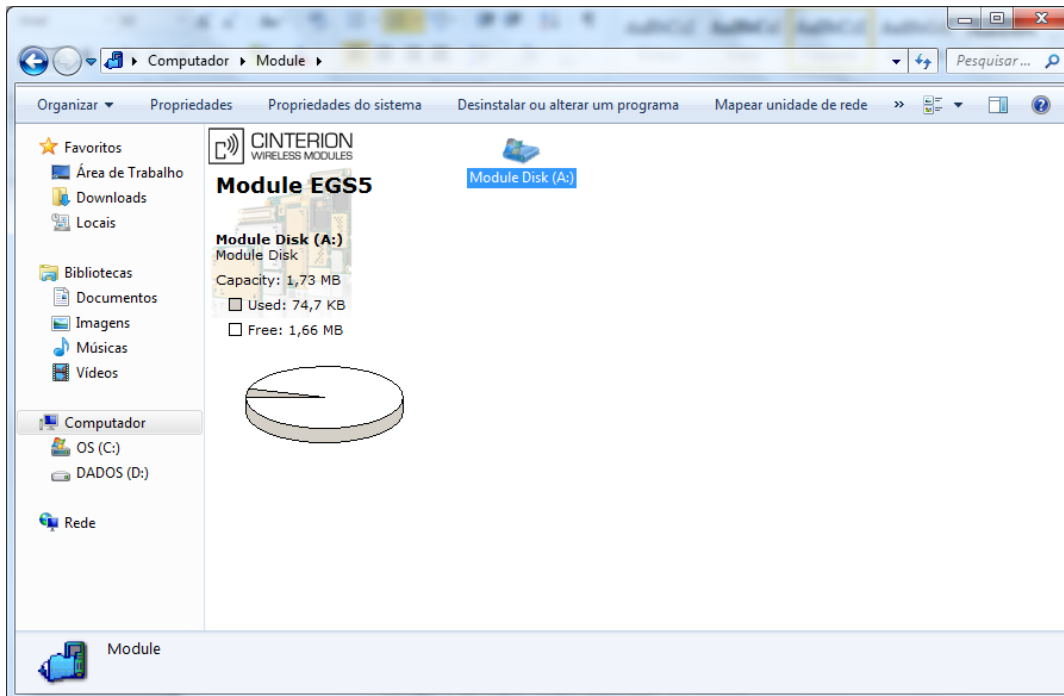 Computador Module
Pesquisar ...
Organizar Propriedades Propriedades do sistema Desinstalar ou alterar um programa Mapear unidade de rede »
Favoritos
Área de Trabalho
Downloads
Locais
Bibliotecas
Documentos
Imagens
Músicas
Vídeos
Computador
OS (C:)
DADOS (D:)
Rede
CINTERION
WIRELESS MODULES
Module EGS5
Module Disk (A:)
Module Disk
Capacity: 1,73 MB
Used: 74,7 KB
Free: 1,66 MB
Module Disk (A:)
Module